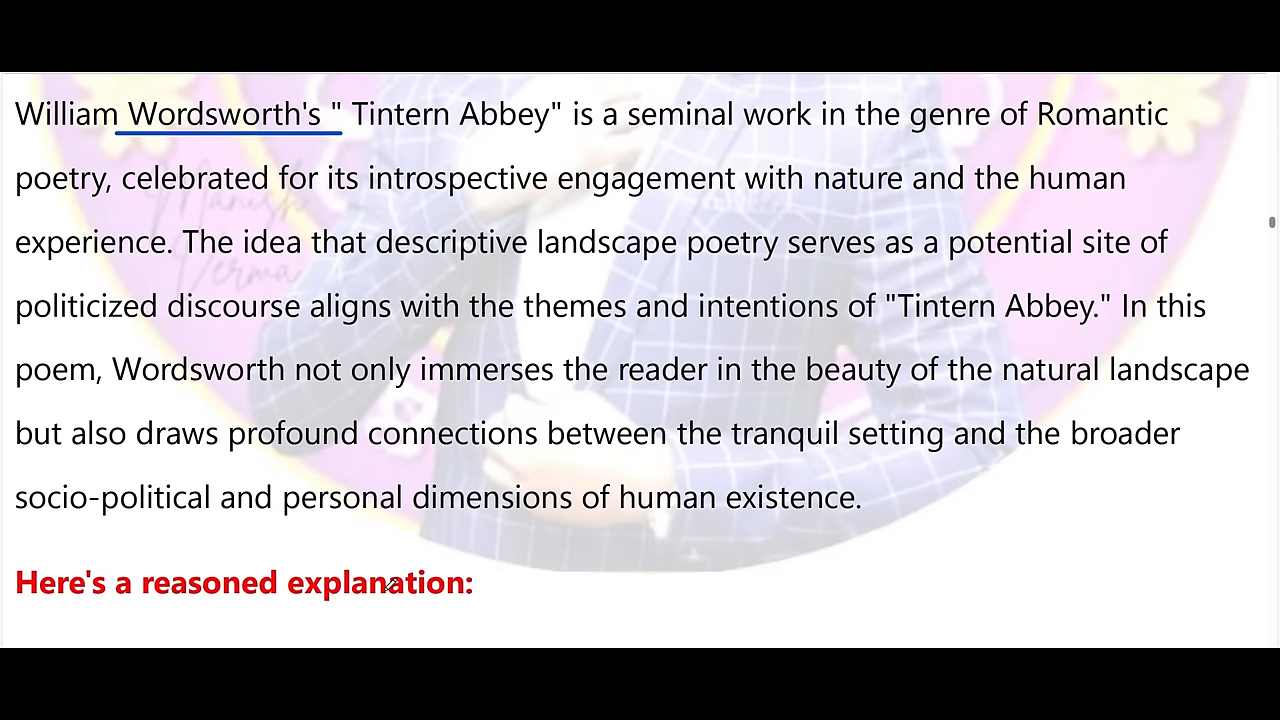 William Wordsworth's " Tintern Abbey" is a seminal work in the genre of Romantic
poetry, celebrated for its introspective engagement with nature and the human
experience. The idea that descriptive landscape poetry serves as a potential site of
politicized discourse aligns with the themes and intentions of "Tintern Abbey." In this
poem, Wordsworth not only immerses the reader in the beauty of the natural landscape
but also draws profound connections between the tranquil setting and the broader
socio-political and personal dimensions of human existence.
Here's a reasoned explanation:
Manish
Verma